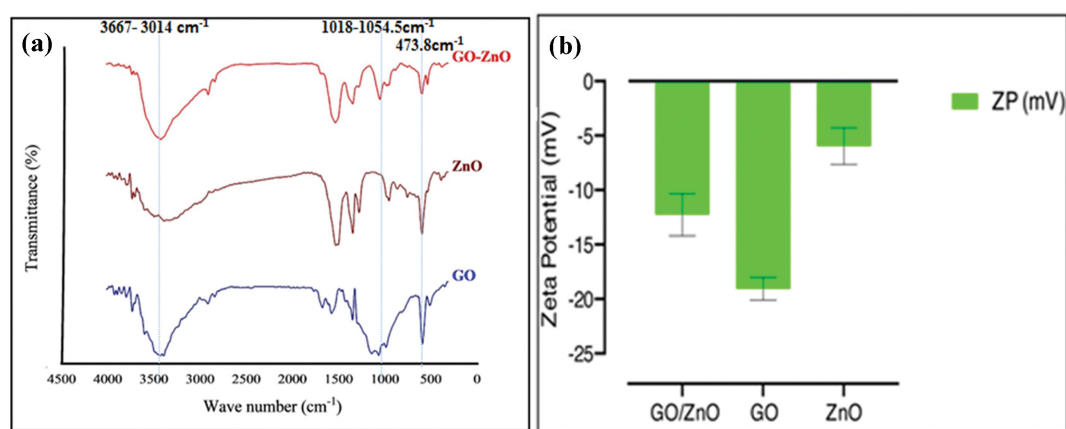 (a)
3667- 3014 cm⁻¹
1018-1054.5cm⁻¹
473.8cm⁻¹
GO-ZnO
ZnO
GO
Transmittance (%)
4500 4000 3500 3000 2500 2000 1500 1000 500 0
Wave number (cm⁻¹)
(b)
0
-5
-10
-15
-20
-25
Zeta Potential (mV)
ZP (mV)
GO/ZnO GO ZnO